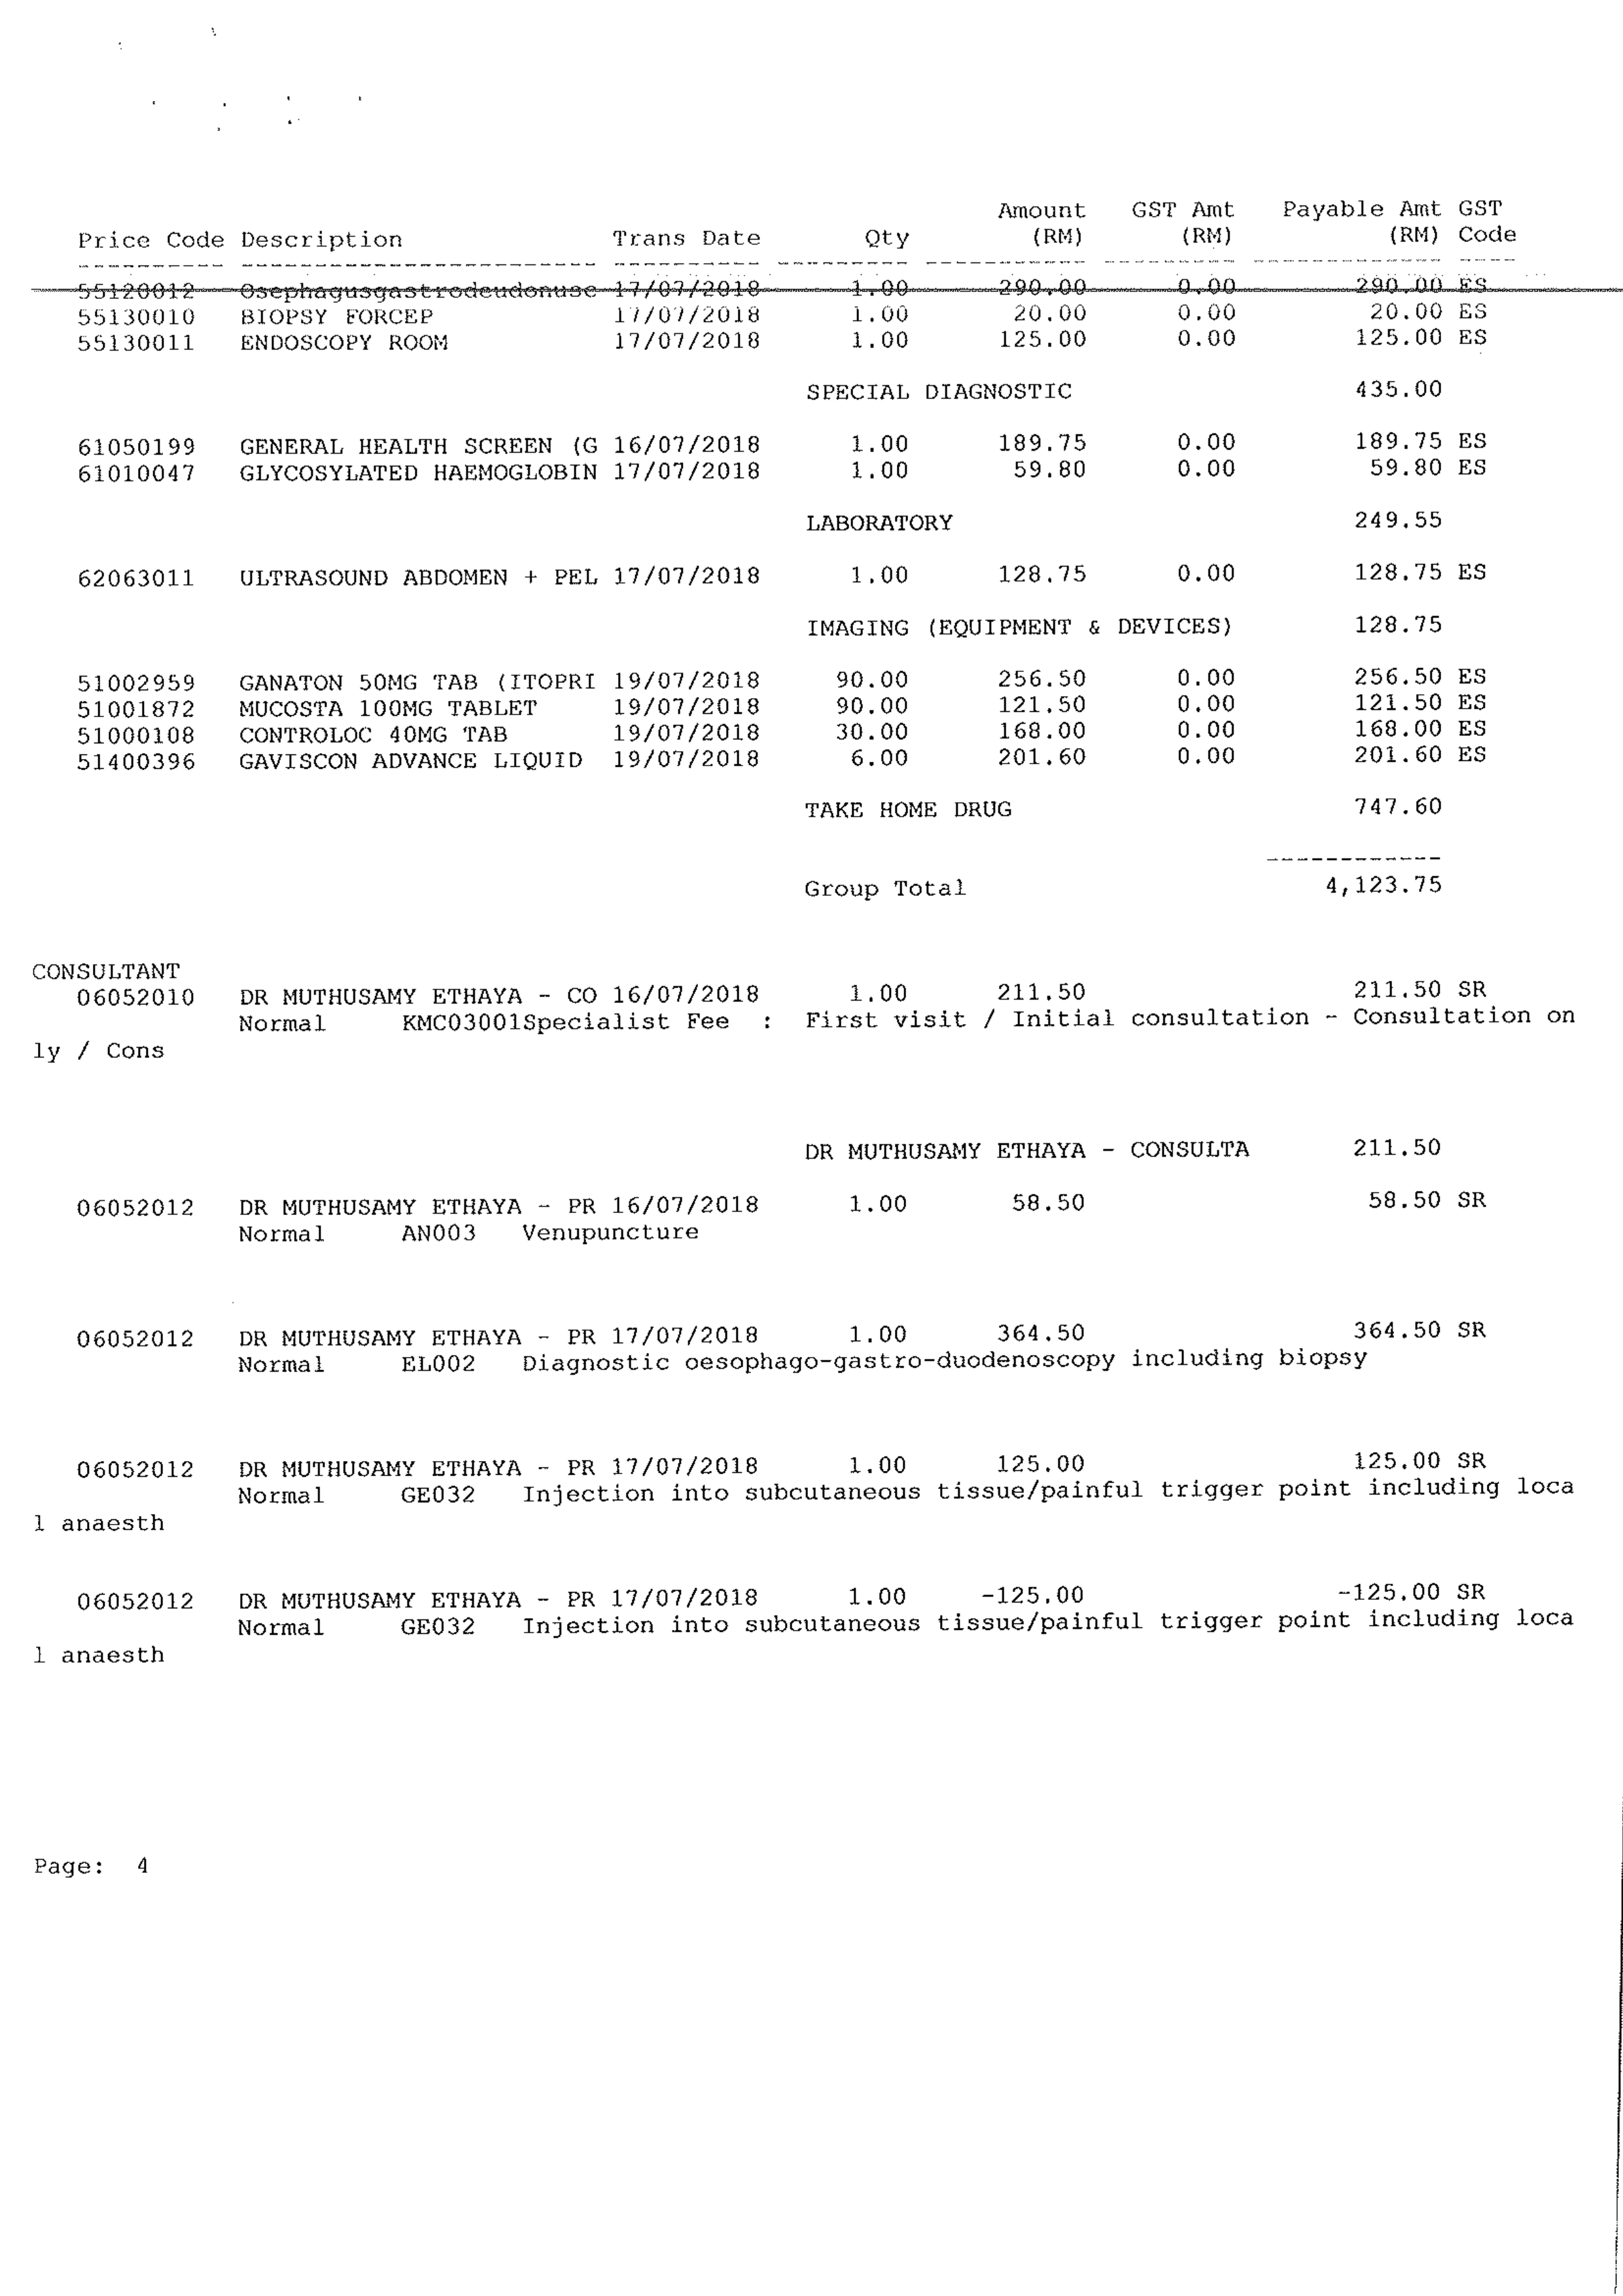 Amount GST Amt Payable Amt GST
Price Code Description Trans Date Qty (RM) (RM) (RM) Code
55120012 Osephagusgastrodeudonusc 17/07/2018 1.00 290.00 0.00 290.00 ES
55130010 BIOPSY FORCEP 17/07/2018 1.00 20.00 0.00 20.00 ES
55130011 ENDOSCOPY ROOM 17/07/2018 1.00 125.00 0.00 125.00 ES
SPECIAL DIAGNOSTIC 435.00
61050199 GENERAL HEALTH SCREEN (G 16/07/2018 1.00 189.75 0.00 189.75 ES
61010047 GLYCOSYLATED HAEMOGLOBIN 17/07/2018 1.00 59.80 0.00 59.80 ES
LABORATORY 249.55
62063011 ULTRASOUND ABDOMEN + PEL 17/07/2018 1.00 128.75 0.00 128.75 ES
IMAGING (EQUIPMENT & DEVICES) 128.75
51002959 GANATON 50MG TAB (ITOPRI 19/07/2018 90.00 256.50 0.00 256.50 ES
51001872 MUCOSTA 100MG TABLET 19/07/2018 90.00 121.50 0.00 121.50 ES
51000108 CONTROLOC 40MG TAB 19/07/2018 30.00 168.00 0.00 168.00 ES
51400396 GAVISCON ADVANCE LIQUID 19/07/2018 6.00 201.60 0.00 201.60 ES
TAKE HOME DRUG 747.60
Group Total 4,123.75
CONSULTANT
06052010 DR MUTHUSAMY ETHAYA - CO 16/07/2018 1.00 211.50 211.50 SR
Normal KMC03001Specialist Fee : First visit / Initial consultation - Consultation on
ly / Cons
DR MUTHUSAMY ETHAYA - CONSULTA 211.50
06052012 DR MUTHUSAMY ETHAYA - PR 16/07/2018 1.00 58.50 58.50 SR
Normal AN003 Venupuncture
06052012 DR MUTHUSAMY ETHAYA - PR 17/07/2018 1.00 364.50 364.50 SR
Normal EL002 Diagnostic oesophago-gastro-duodenoscopy including biopsy
06052012 DR MUTHUSAMY ETHAYA - PR 17/07/2018 1.00 125.00 125.00 SR
Normal GE032 Injection into subcutaneous tissue/painful trigger point including loca
l anaesth
06052012 DR MUTHUSAMY ETHAYA - PR 17/07/2018 1.00 -125.00 -125.00 SR
Normal GE032 Injection into subcutaneous tissue/painful trigger point including loca
l anaesth
Page: 4